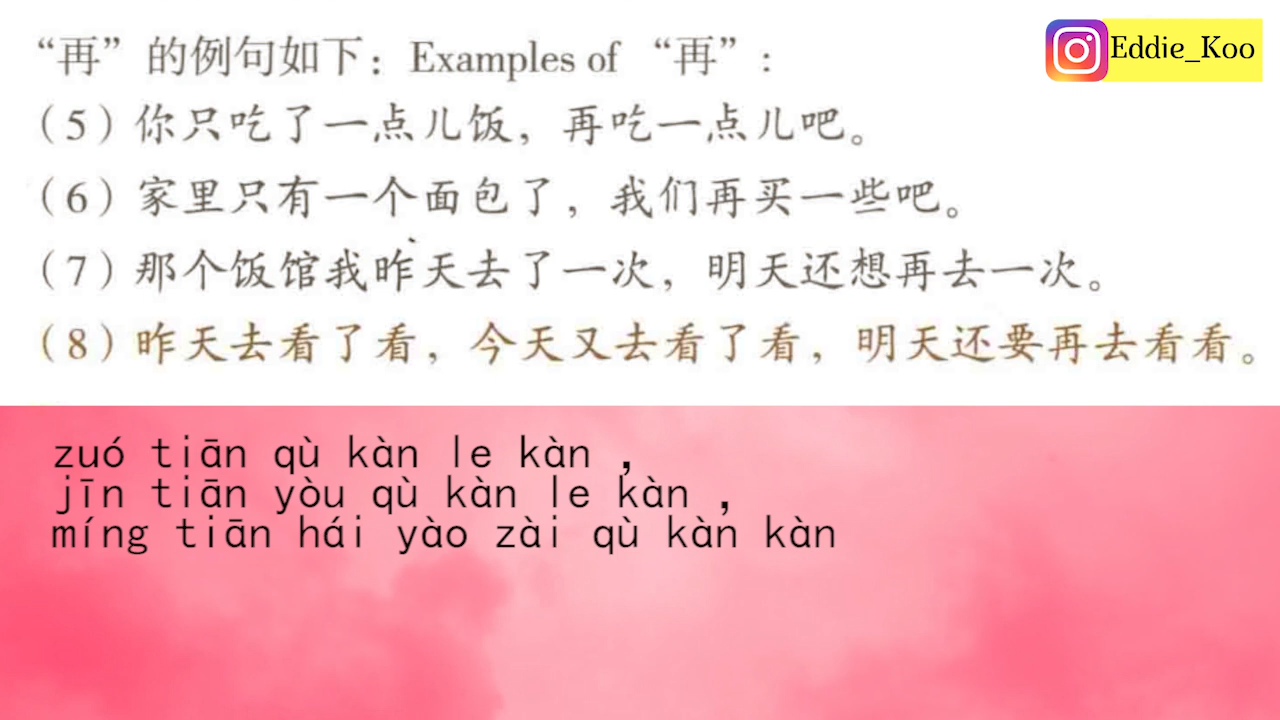 “再”的例句如下：Examples of “再”：
Eddie_Koo
（5）你只吃了一点儿饭，再吃一点儿吧。
（6）家里只有一个面包了，我们再买一些吧。
（7）那个饭馆我昨天去了一次，明天还想再去一次。
（8）昨天去看了看，今天又去看了看，明天还要再去看看。
zuó tiān qù kàn le kàn ，
jīn tiān yòu qù kàn le kàn ，
míng tiān hái yào zài qù kàn kàn